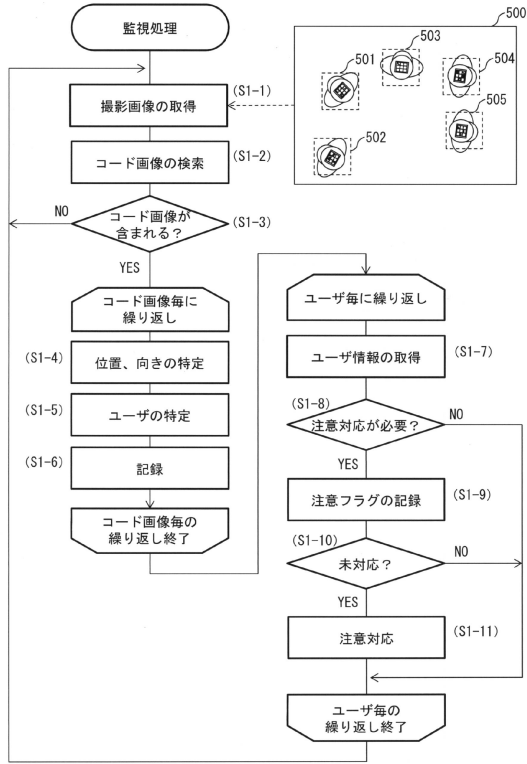 監視処理
500
503
501
504
(S1-1)
撮影画像の取得
505
(S1-2)
コード画像の検索
502
NO
コード画像が
含まれる?
(S1-3)
YES
コード画像毎に
繰り返し
(S1-4)
位置、向きの特定
(S1-5)
ユーザの特定
(S1-6)
記録
コード画像毎の
繰り返し終了
ユーザ毎に繰り返し
ユーザ情報の取得
(S1-7)
(S1-8)
注意対応が必要?
NO
YES
注意フラグの記録
(S1-9)
(S1-10)
未対応?
NO
YES
注意対応
(S1-11)
ユーザ毎の
繰り返し終了